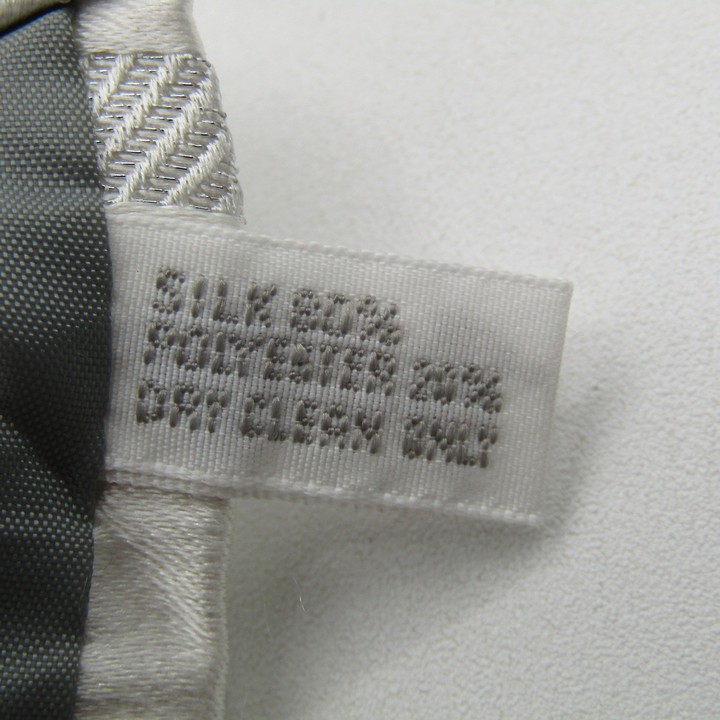 SILK 80%
POLYESTER 20%
DRY CLEAN ONLY